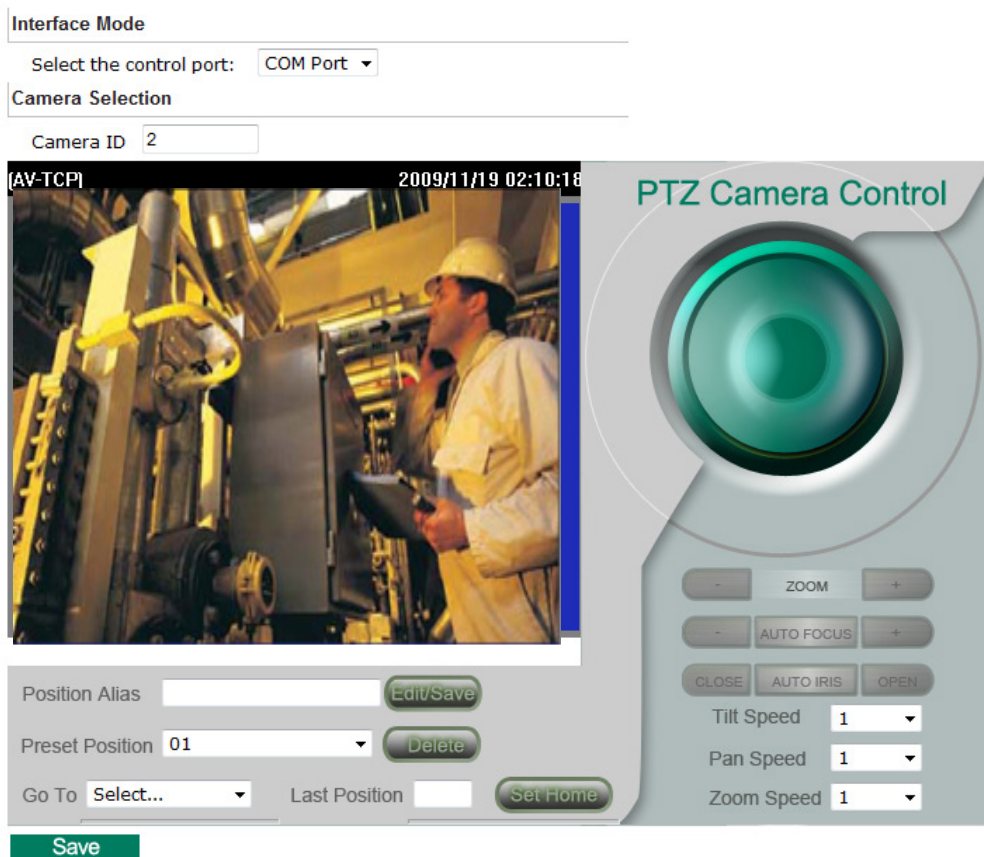 Interface Mode
Select the control port: COM Port
Camera Selection
Camera ID 2
(AV-TCP) 2009/11/19 02:10:18
PTZ Camera Control
- ZOOM +
- AUTO FOCUS +
CLOSE AUTO IRIS OPEN
Tilt Speed 1
Pan Speed 1
Zoom Speed 1
Position Alias Edit/Save
Preset Position 01 Delete
Go To Select... Last Position Set Home
Save